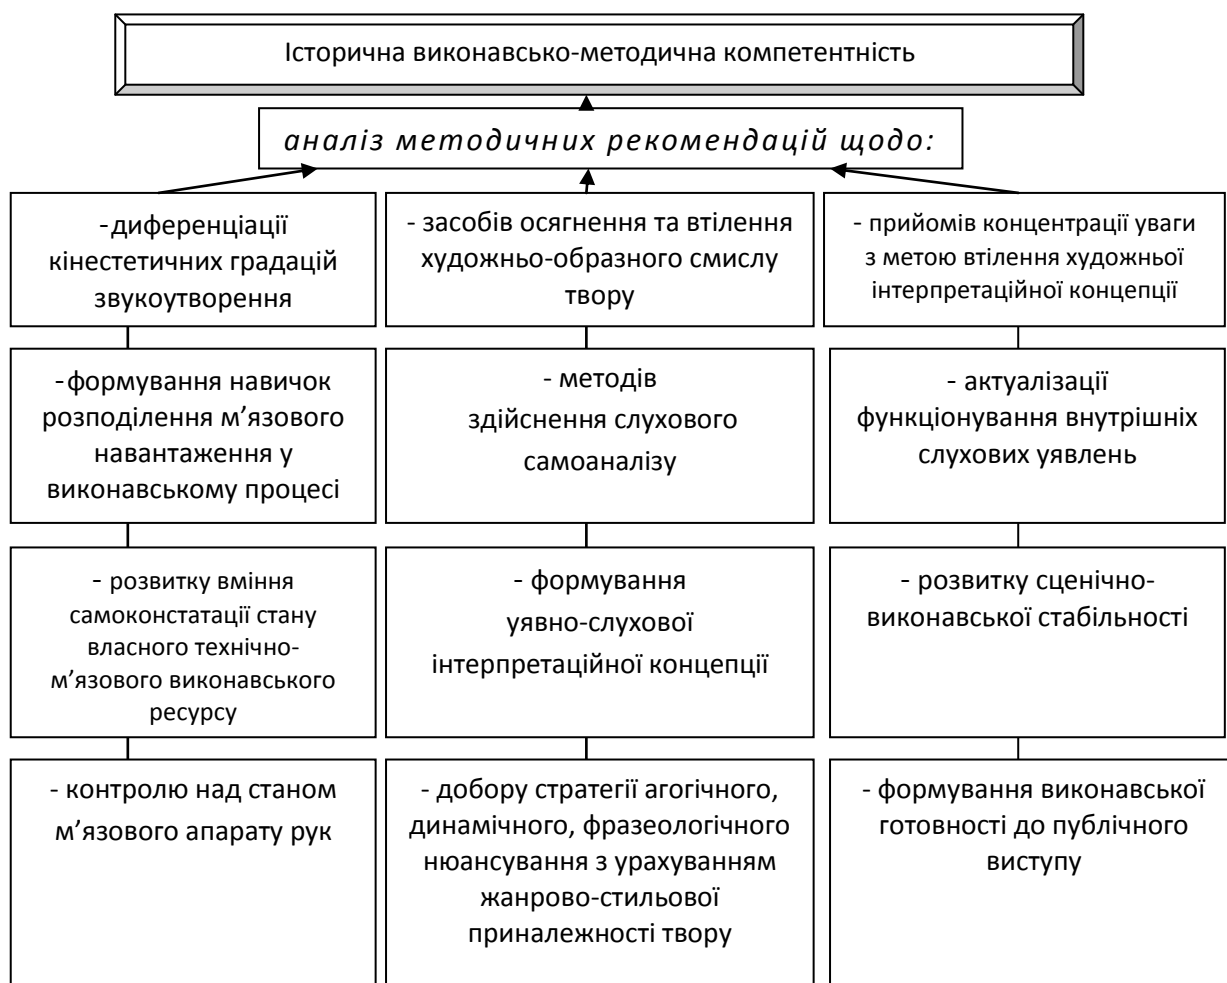 Історична виконавсько-методична компетентність
аналіз методичних рекомендацій щодо:
-диференціації
кінестетичних градацій
звукоутворення
- засобів осягнення та втілення
художньо-образного смислу
твору
- прийомів концентрації уваги
з метою втілення художньої
інтерпретаційної концепції
-формування навичок
розподілення м’язового
навантаження у
виконавському процесі
- методів
здійснення слухового
самоаналізу
- актуалізації
функціонування внутрішніх
слухових уявлень
- розвитку вміння
самоконстатації стану
власного технічно-
м’язового виконавського
ресурсу
- формування
уявно-слухової
інтерпретаційної концепції
- розвитку сценічно-
виконавської стабільності
- контролю над станом
м’язового апарату рук
- добору стратегії агогічного,
динамічного, фразеологічного
нюансування з урахуванням
жанрово-стильової
приналежності твору
- формування виконавської
готовності до публічного
виступу